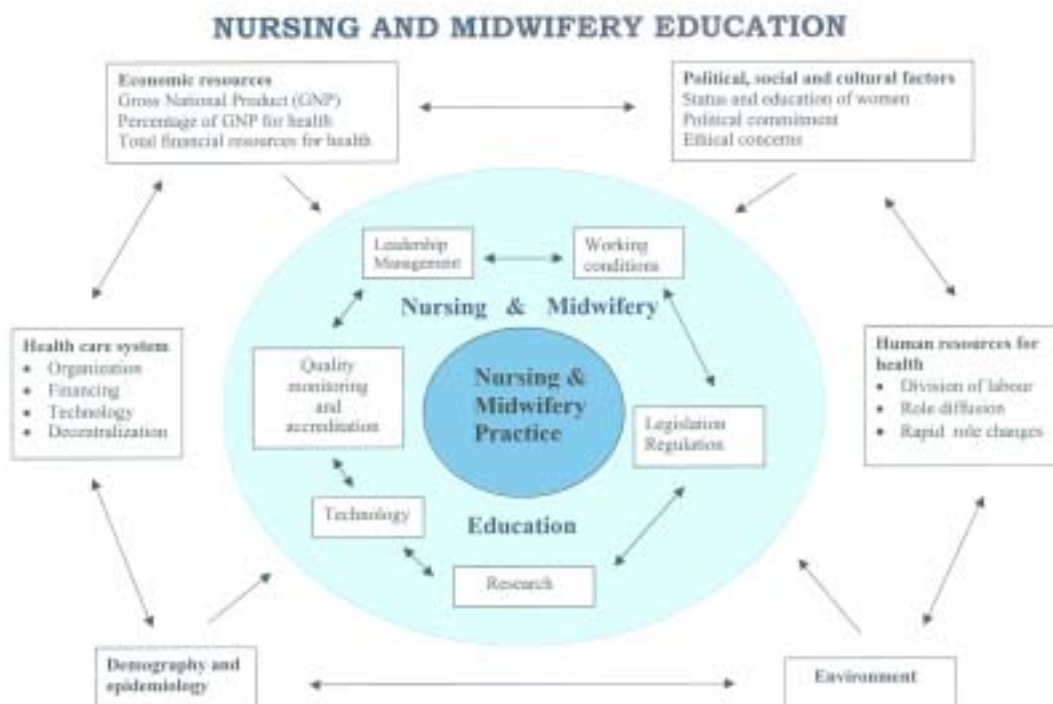 NURSING AND MIDWIFERY EDUCATION
Economic resources
Gross National Product (GNP)
Percentage of GNP for health
Total financial resources for health
Political, social and cultural factors
Status and education of women
Political commitment
Ethical concerns
Leadership
Management
Working
conditions
Nursing & Midwifery
Health care system
• Organization
• Financing
• Technology
• Decentralization
Quality
monitoring
and
accreditation
Nursing &
Midwifery
Practice
Legislation
Regulation
Human resources for
health
• Division of labour
• Role diffusion
• Rapid role changes
Technology
Education
Research
Demography and
epidemiology
Environment